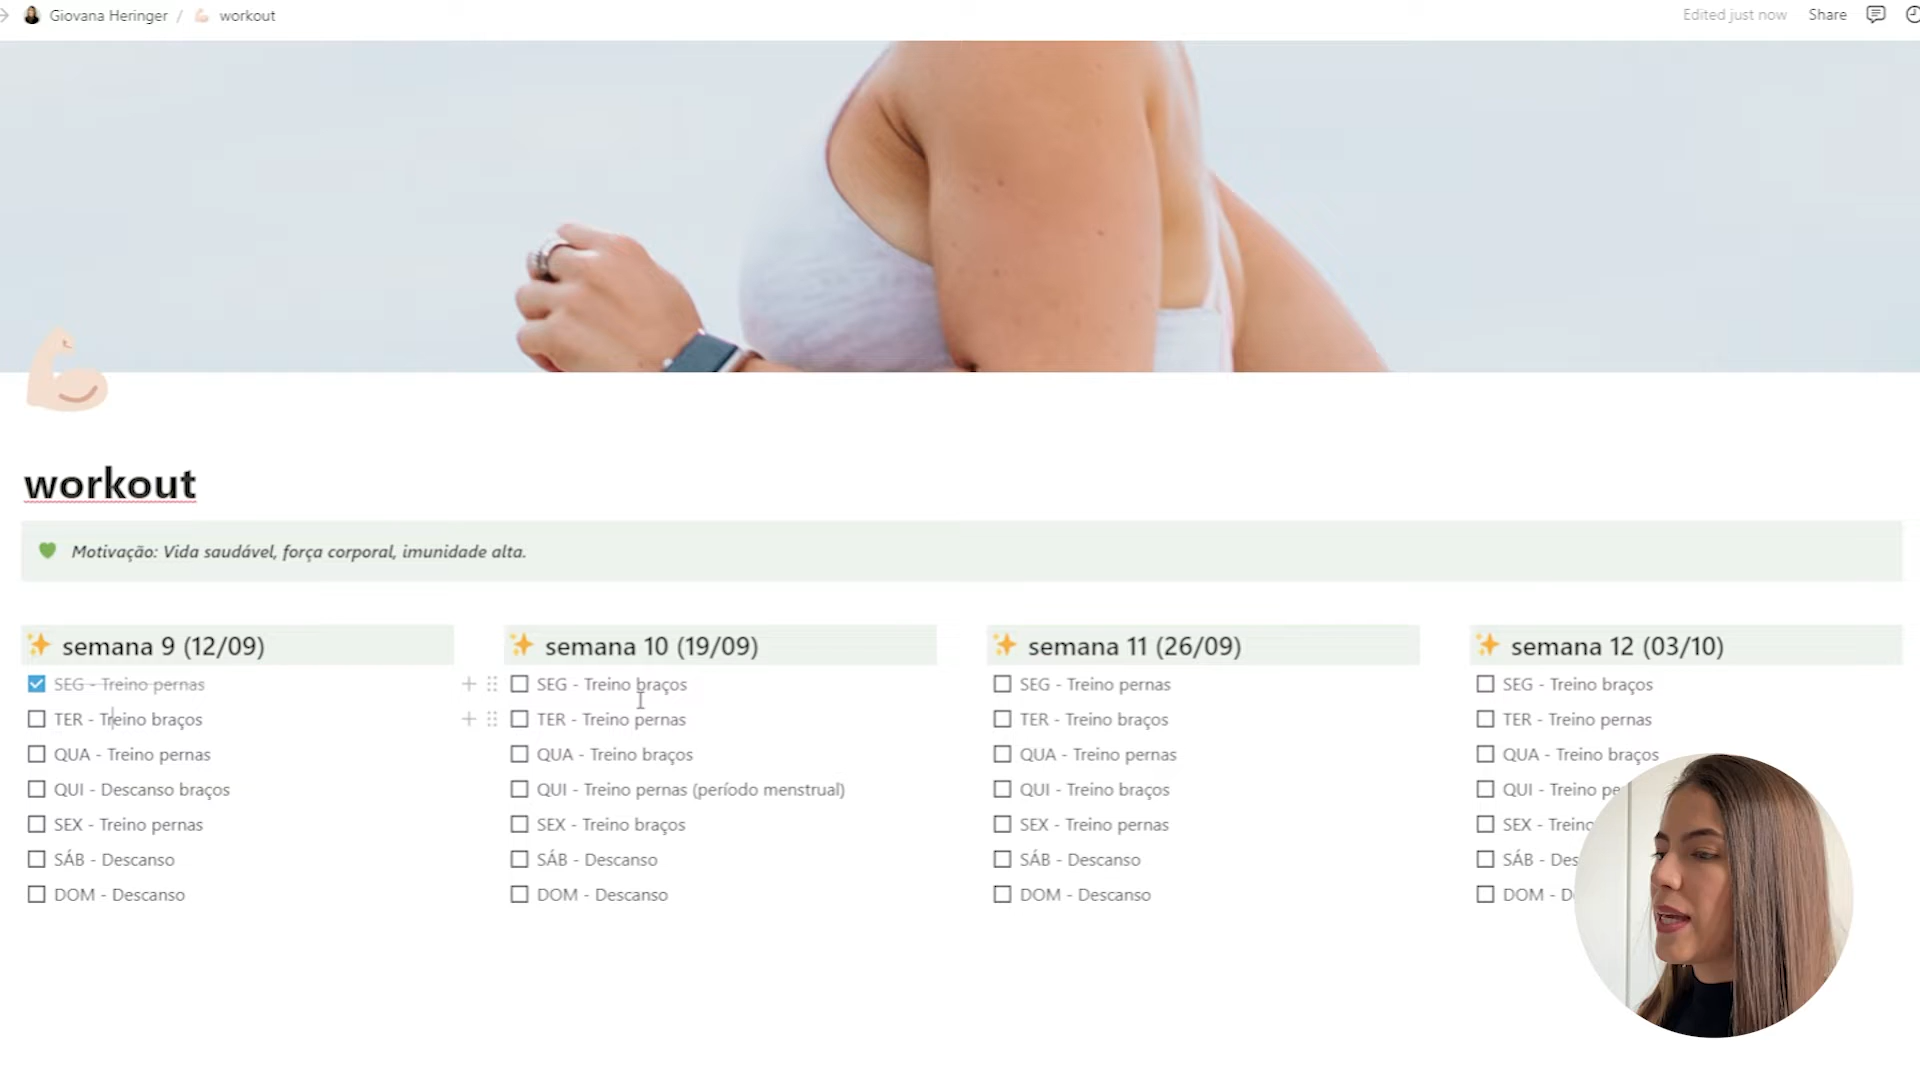 Giovana Heringer / workout
Edited just now Share
workout
Motivação: Vida saudável, força corporal, imunidade alta.
semana 9 (12/09)
SEG - Treino pernas
TER - Treino braços
QUA - Treino pernas
QUI - Descanso braços
SEX - Treino pernas
SÁB - Descanso
DOM - Descanso
semana 10 (19/09)
SEG - Treino braços
TER - Treino pernas
QUA - Treino braços
QUI - Treino pernas (período menstrual)
SEX - Treino braços
SÁB - Descanso
DOM - Descanso
semana 11 (26/09)
SEG - Treino pernas
TER - Treino braços
QUA - Treino pernas
QUI - Treino braços
SEX - Treino pernas
SÁB - Descanso
DOM - Descanso
semana 12 (03/10)
SEG - Treino braços
TER - Treino pernas
QUA - Treino braços
QUI - Treino
SEX -
SÁB -
DOM -